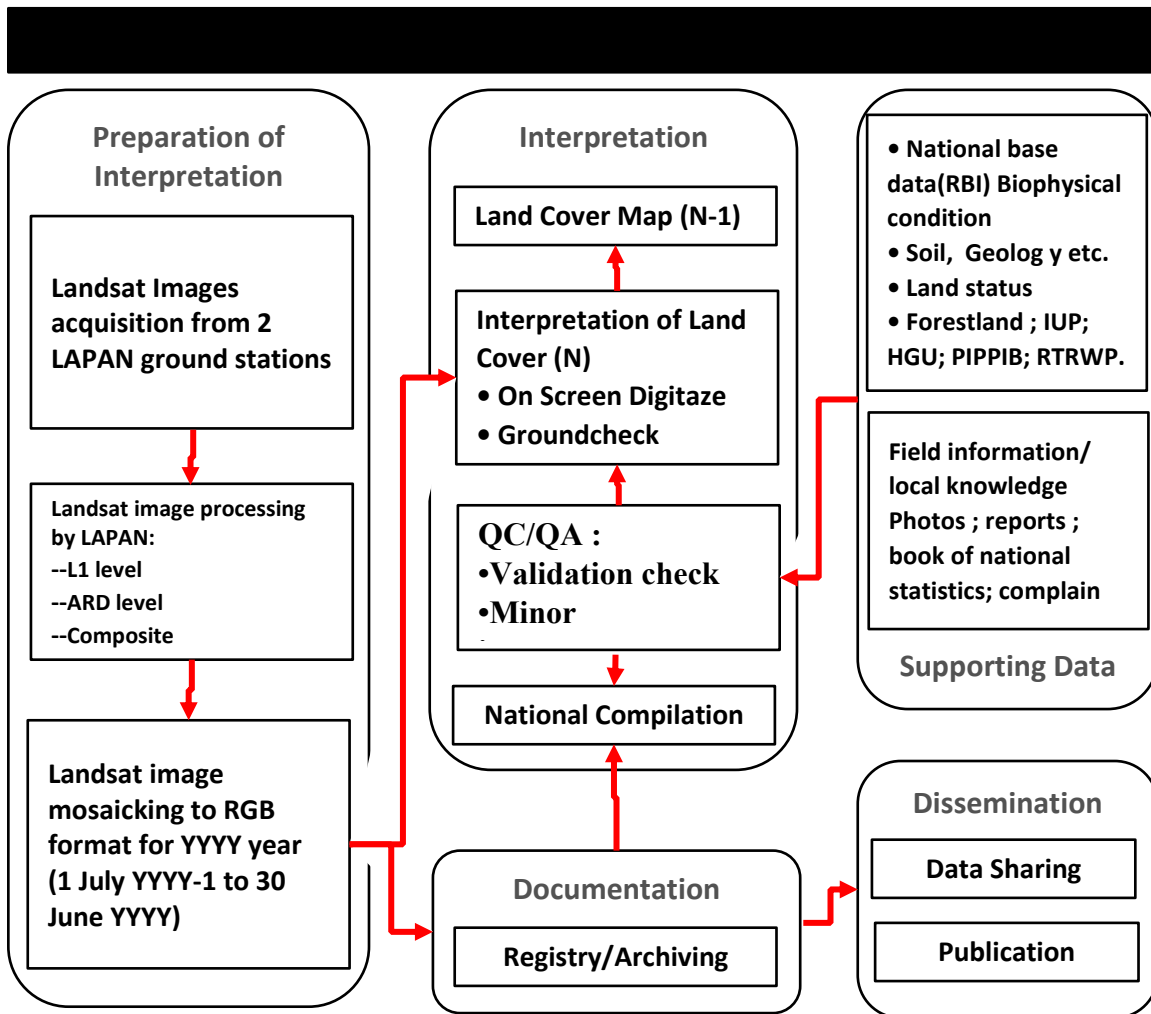 Preparation of
Interpretation
Landsat Images
acquisition from 2
LAPAN ground stations
Landsat image processing
by LAPAN:
--L1 level
--ARD level
--Composite
Landsat image
mosaicking to RGB
format for YYYY year
(1 July YYYY-1 to 30
June YYYY)
Interpretation
Land Cover Map (N-1)
Interpretation of Land
Cover (N)
• On Screen Digitaze
• Groundcheck
QC/QA :
•Validation check
•Minor
National Compilation
Documentation
Registry/Archiving
• National base
data(RBI) Biophysical
condition
• Soil, Geolog y etc.
• Land status
• Forestland ; IUP;
HGU; PIPPIB; RTRWP.
Field information/
local knowledge
Photos ; reports ;
book of national
statistics; complain
Supporting Data
Dissemination
Data Sharing
Publication